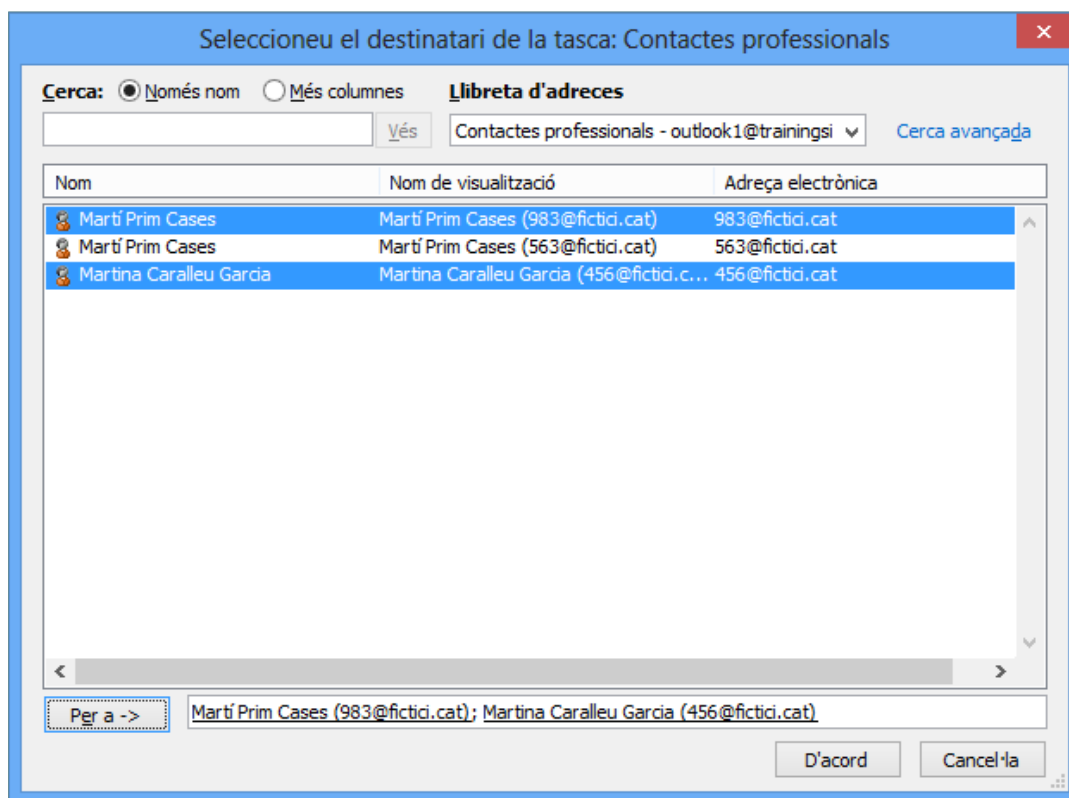 Seleccioneu el destinatari de la tasca: Contactes professionals
Cerca: Només nom Més columnes Llibreta d'adreces
Vés Contactes professionals - outlook1@trainingsi Cerca avançada
Nom Nom de visualització Adreça electrònica
Martí Prim Cases Martí Prim Cases (983@fictici.cat) 983@fictici.cat
Martí Prim Cases Martí Prim Cases (563@fictici.cat) 563@fictici.cat
Martina Caralleu Garcia Martina Caralleu Garcia (456@fictici.c... 456@fictici.cat
Per a -> Martí Prim Cases (983@fictici.cat); Martina Caralleu Garcia (456@fictici.cat)
D'acord Cancel·la